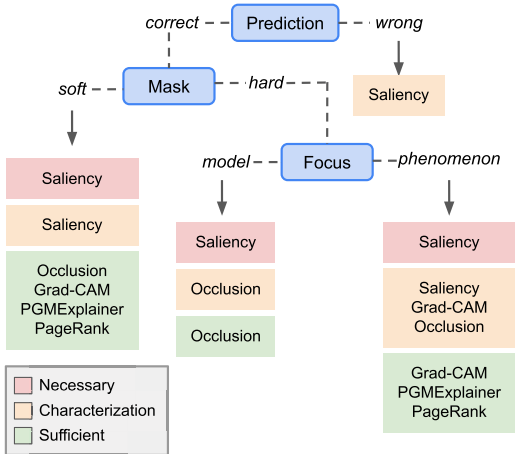 correct
Prediction
wrong
soft
Mask
hard
Saliency
model
Focus
phenomenon
Saliency
Saliency
Occlusion
Grad-CAM
PGMExplainer
PageRank
Saliency
Occlusion
Occlusion
Saliency
Saliency
Grad-CAM
Occlusion
Grad-CAM
PGMExplainer
PageRank
Necessary
Characterization
Sufficient